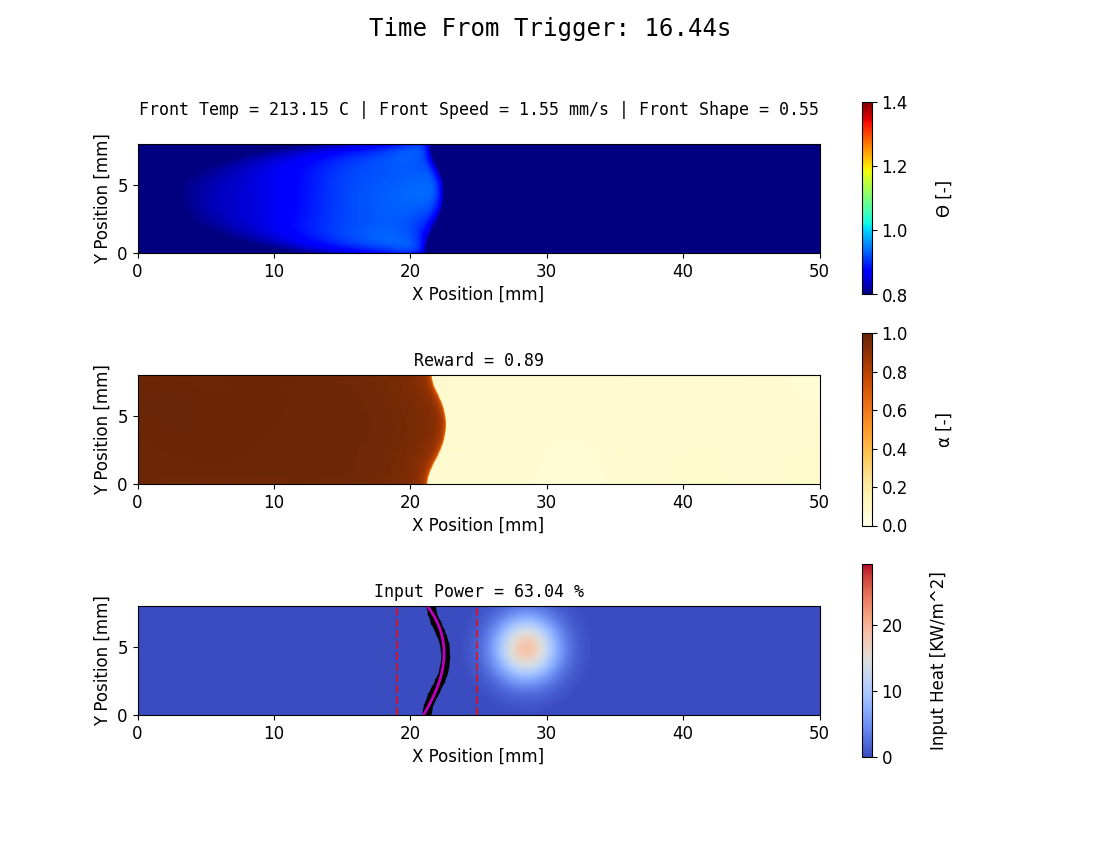 Time From Trigger: 16.44s
Front Temp = 213.15 C | Front Speed = 1.55 mm/s | Front Shape = 0.55
Y Position [mm]
5
0
0 10 20 30 40 50
X Position [mm]
1.4
1.2
1.0
0.8
Θ [-]
Reward = 0.89
Y Position [mm]
5
0
0 10 20 30 40 50
X Position [mm]
1.0
0.8
0.6
0.4
0.2
0.0
α [-]
Input Power = 63.04 %
Y Position [mm]
5
0
0 10 20 30 40 50
X Position [mm]
20
10
0
Input Heat [KW/m^2]